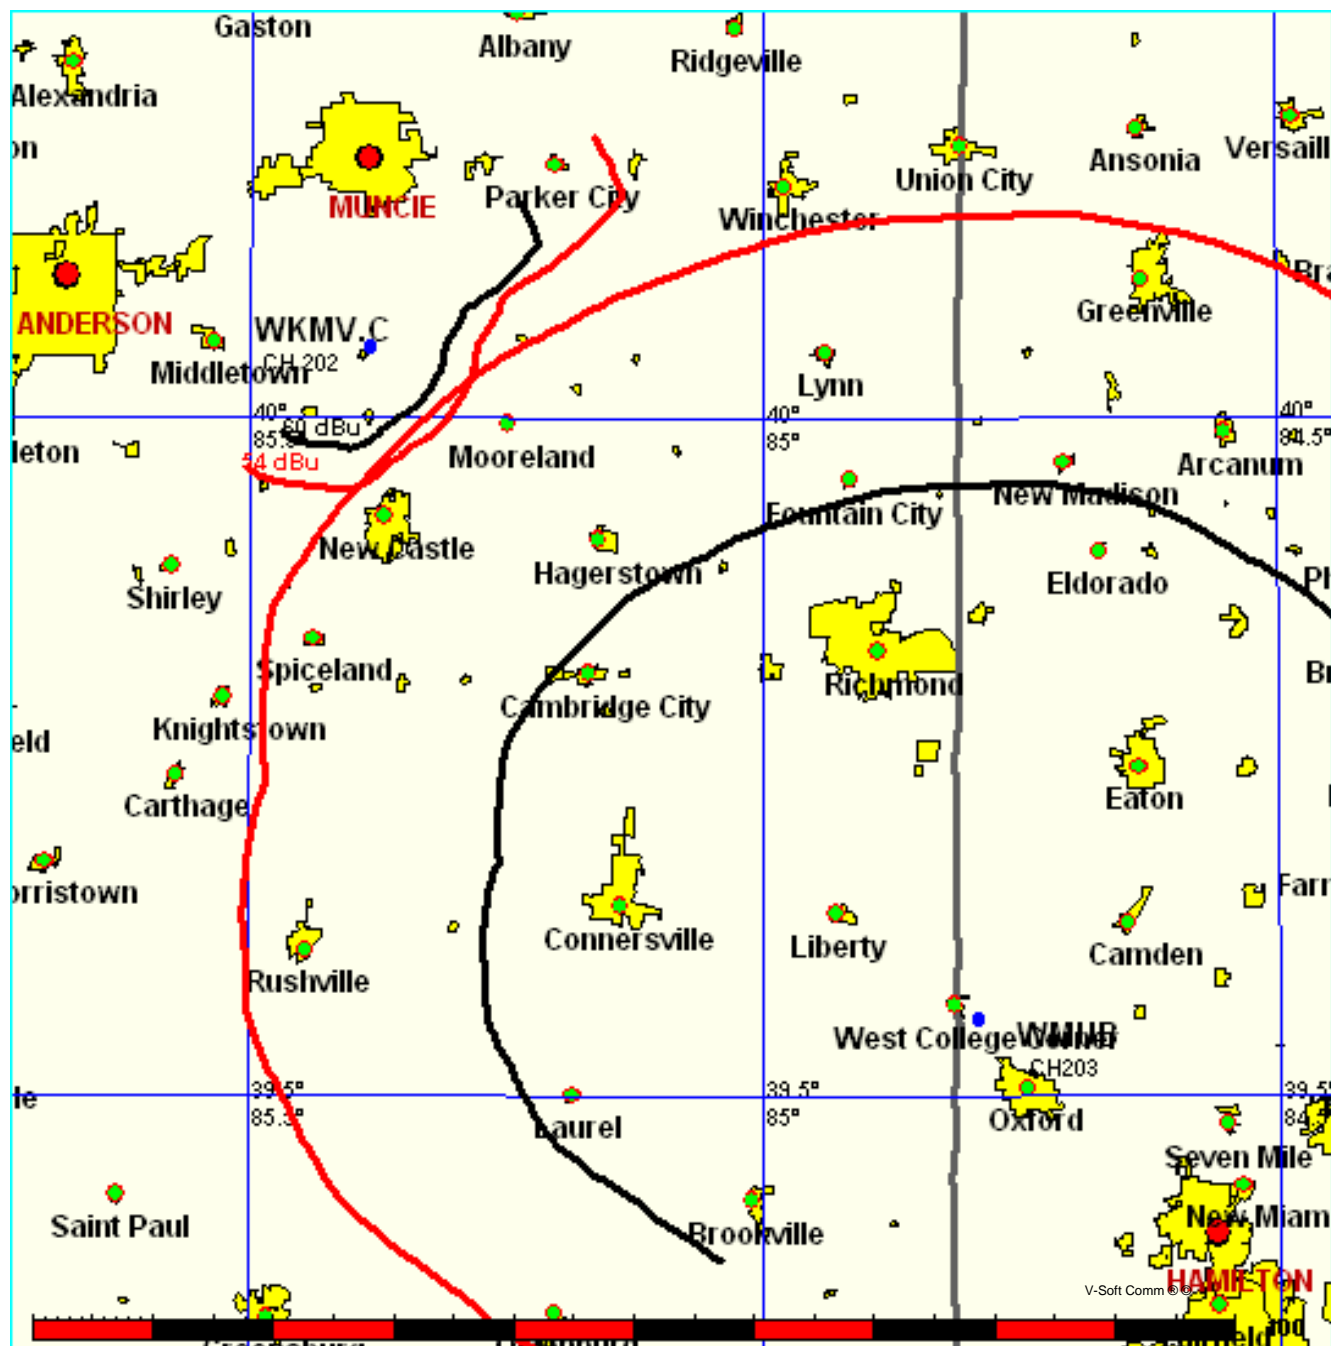 Gaston
Albany
Ridgeville
Alexandria
Ansonia
Union City
Parker City
MUNCIE
Winchester
Greenville
ANDERSON
WKMV.C
CH 202
Middletown
Lynn
40°
40°
40°
60 dBu
85°
84.5°
54 dBu
Mooreland
Arcanum
New Madison
Fountain City
New Castle
Hagerstown
Eldorado
Shirley
Spiceland
Richmond
Cambridge City
Knightstown
Eaton
Carthage
Connersville
Liberty
Camden
Rushville
West College Corner
WMUB
CH203
39.5°
39.5°
39.5°
85.5°
85°
Oxford
Laurel
Seven Mile
Saint Paul
Brookville
New Miam
HAMILTON
V-Soft Comm ® ©
100